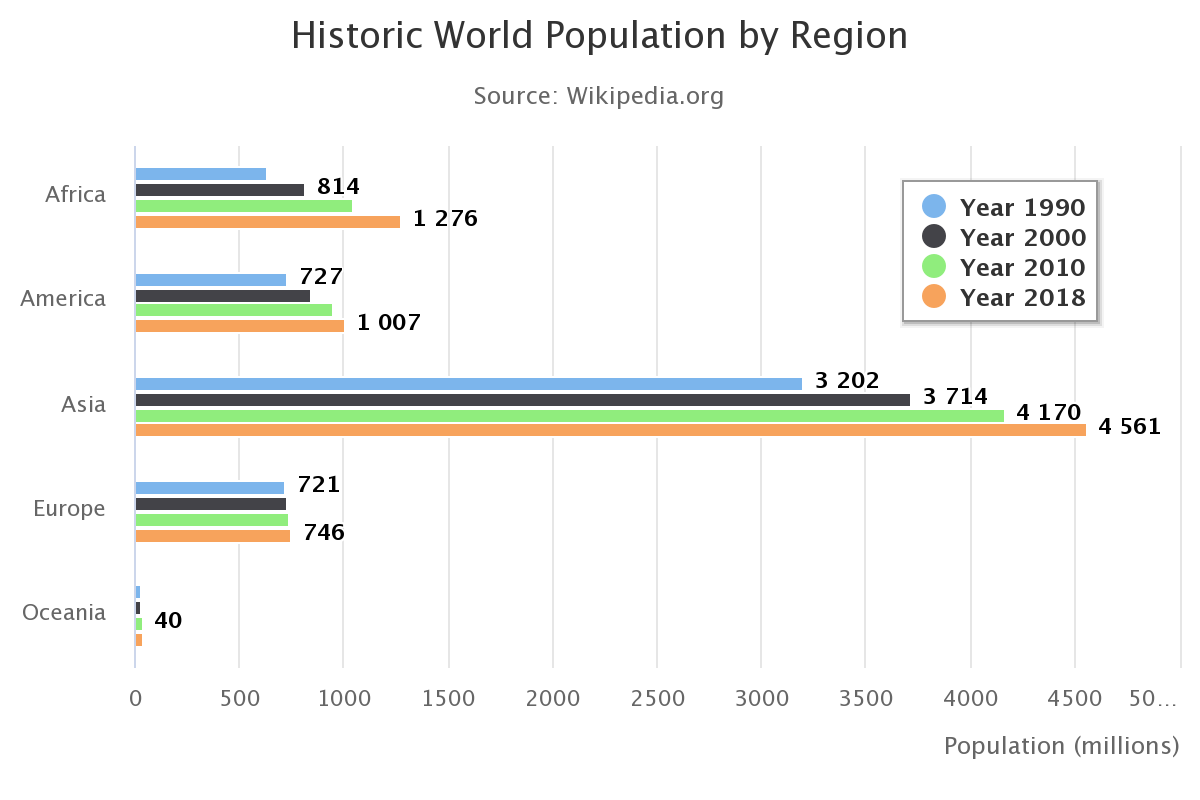 Historic World Population by Region
Source: Wikipedia.org
Africa
814
1 276
America
727
1 007
Asia
3 202
3 714
4 170
4 561
Europe
721
746
Oceania
40
Year 1990
Year 2000
Year 2010
Year 2018
0 500 1000 1500 2000 2500 3000 3500 4000 4500 50…
Population (millions)